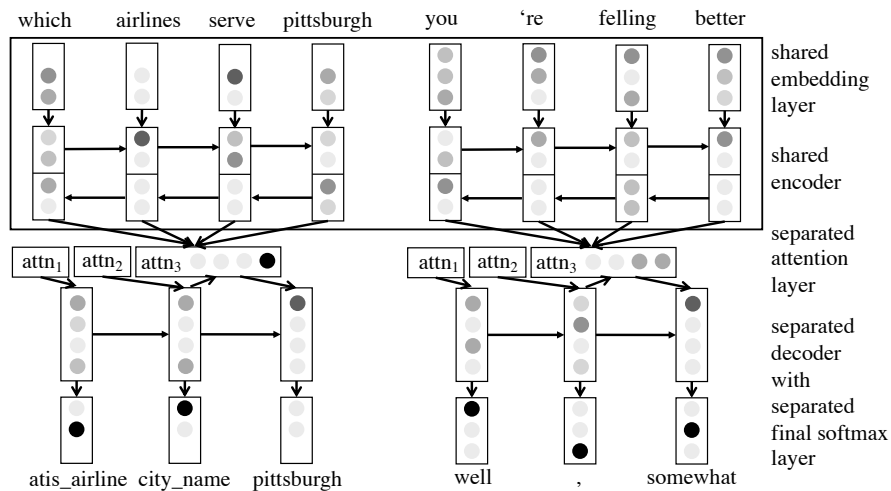 which airlines serve pittsburgh you ‘re felling better
shared
embedding
layer
shared
encoder
separated
attention
layer
attn1 attn2 attn3 attn1 attn2 attn3
separated
decoder
with
separated
final softmax
layer
atis_airline city_name pittsburgh well , somewhat